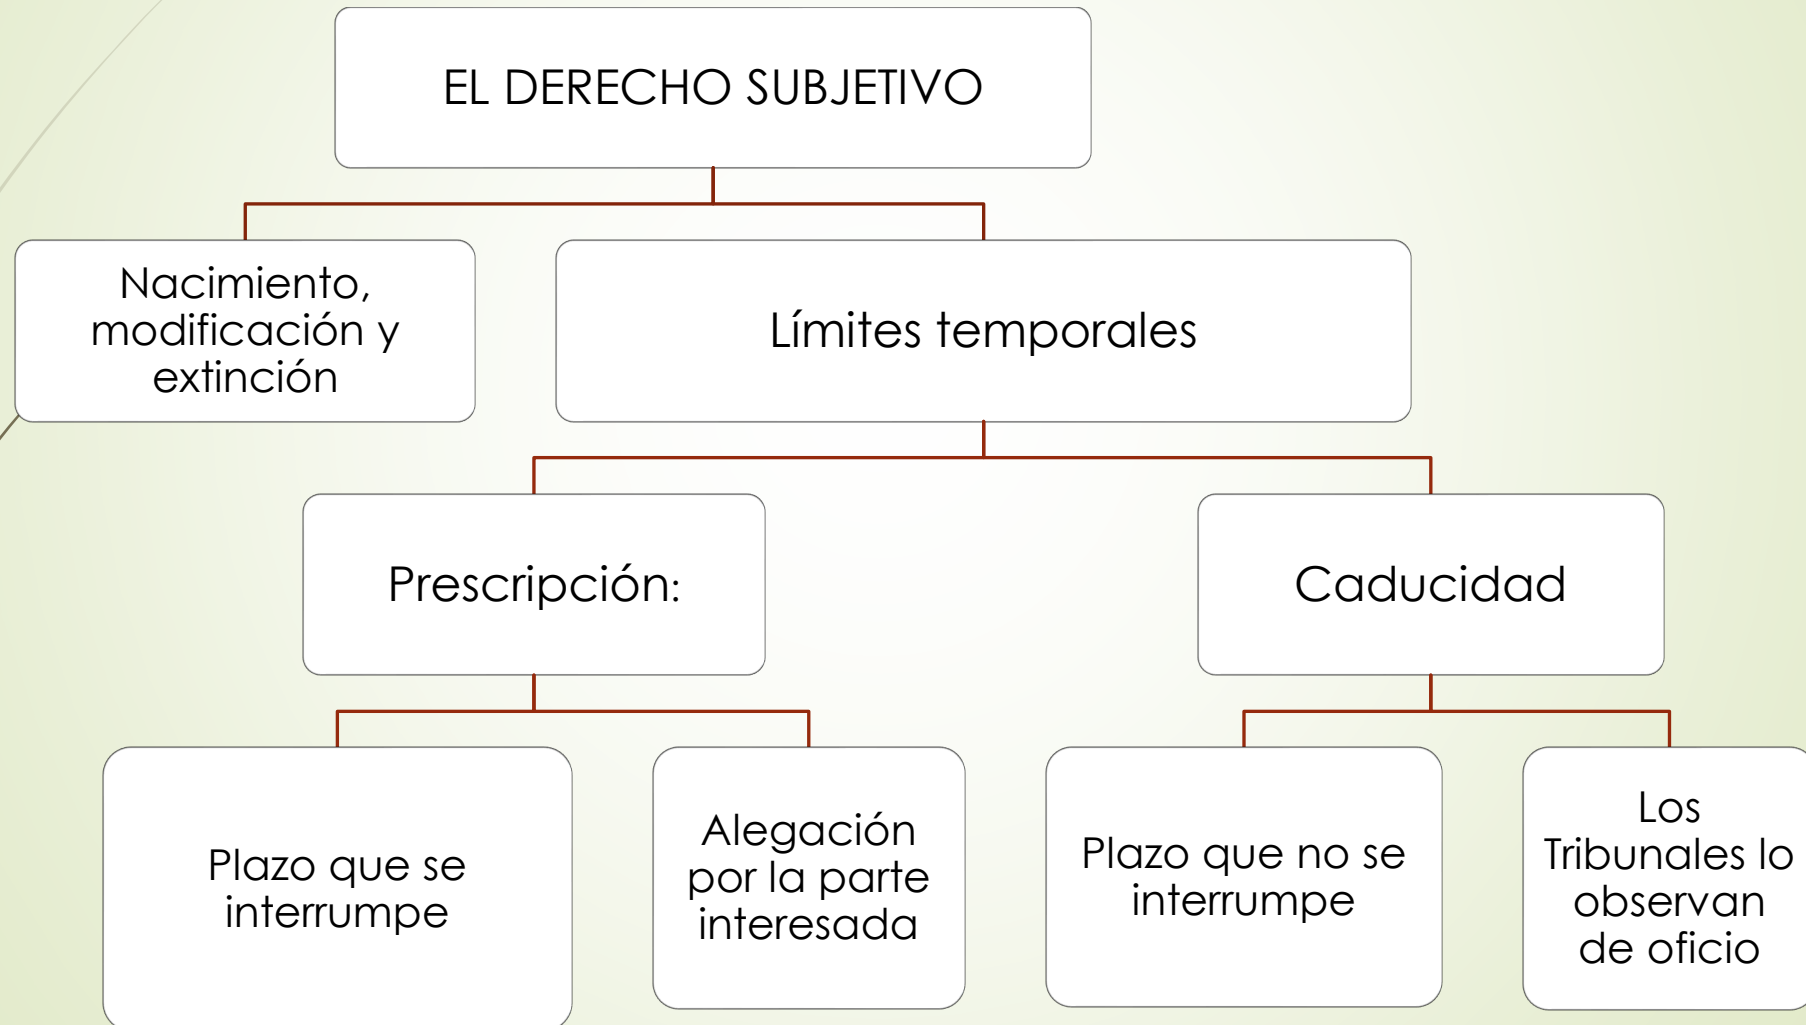 EL DERECHO SUBJETIVO
Nacimiento,
modificación y
extinción
Límites temporales
Prescripción:
Caducidad
Plazo que se
interrumpe
Alegación
por la parte
interesada
Plazo que no se
interrumpe
Los
Tribunales lo
observan
de oficio